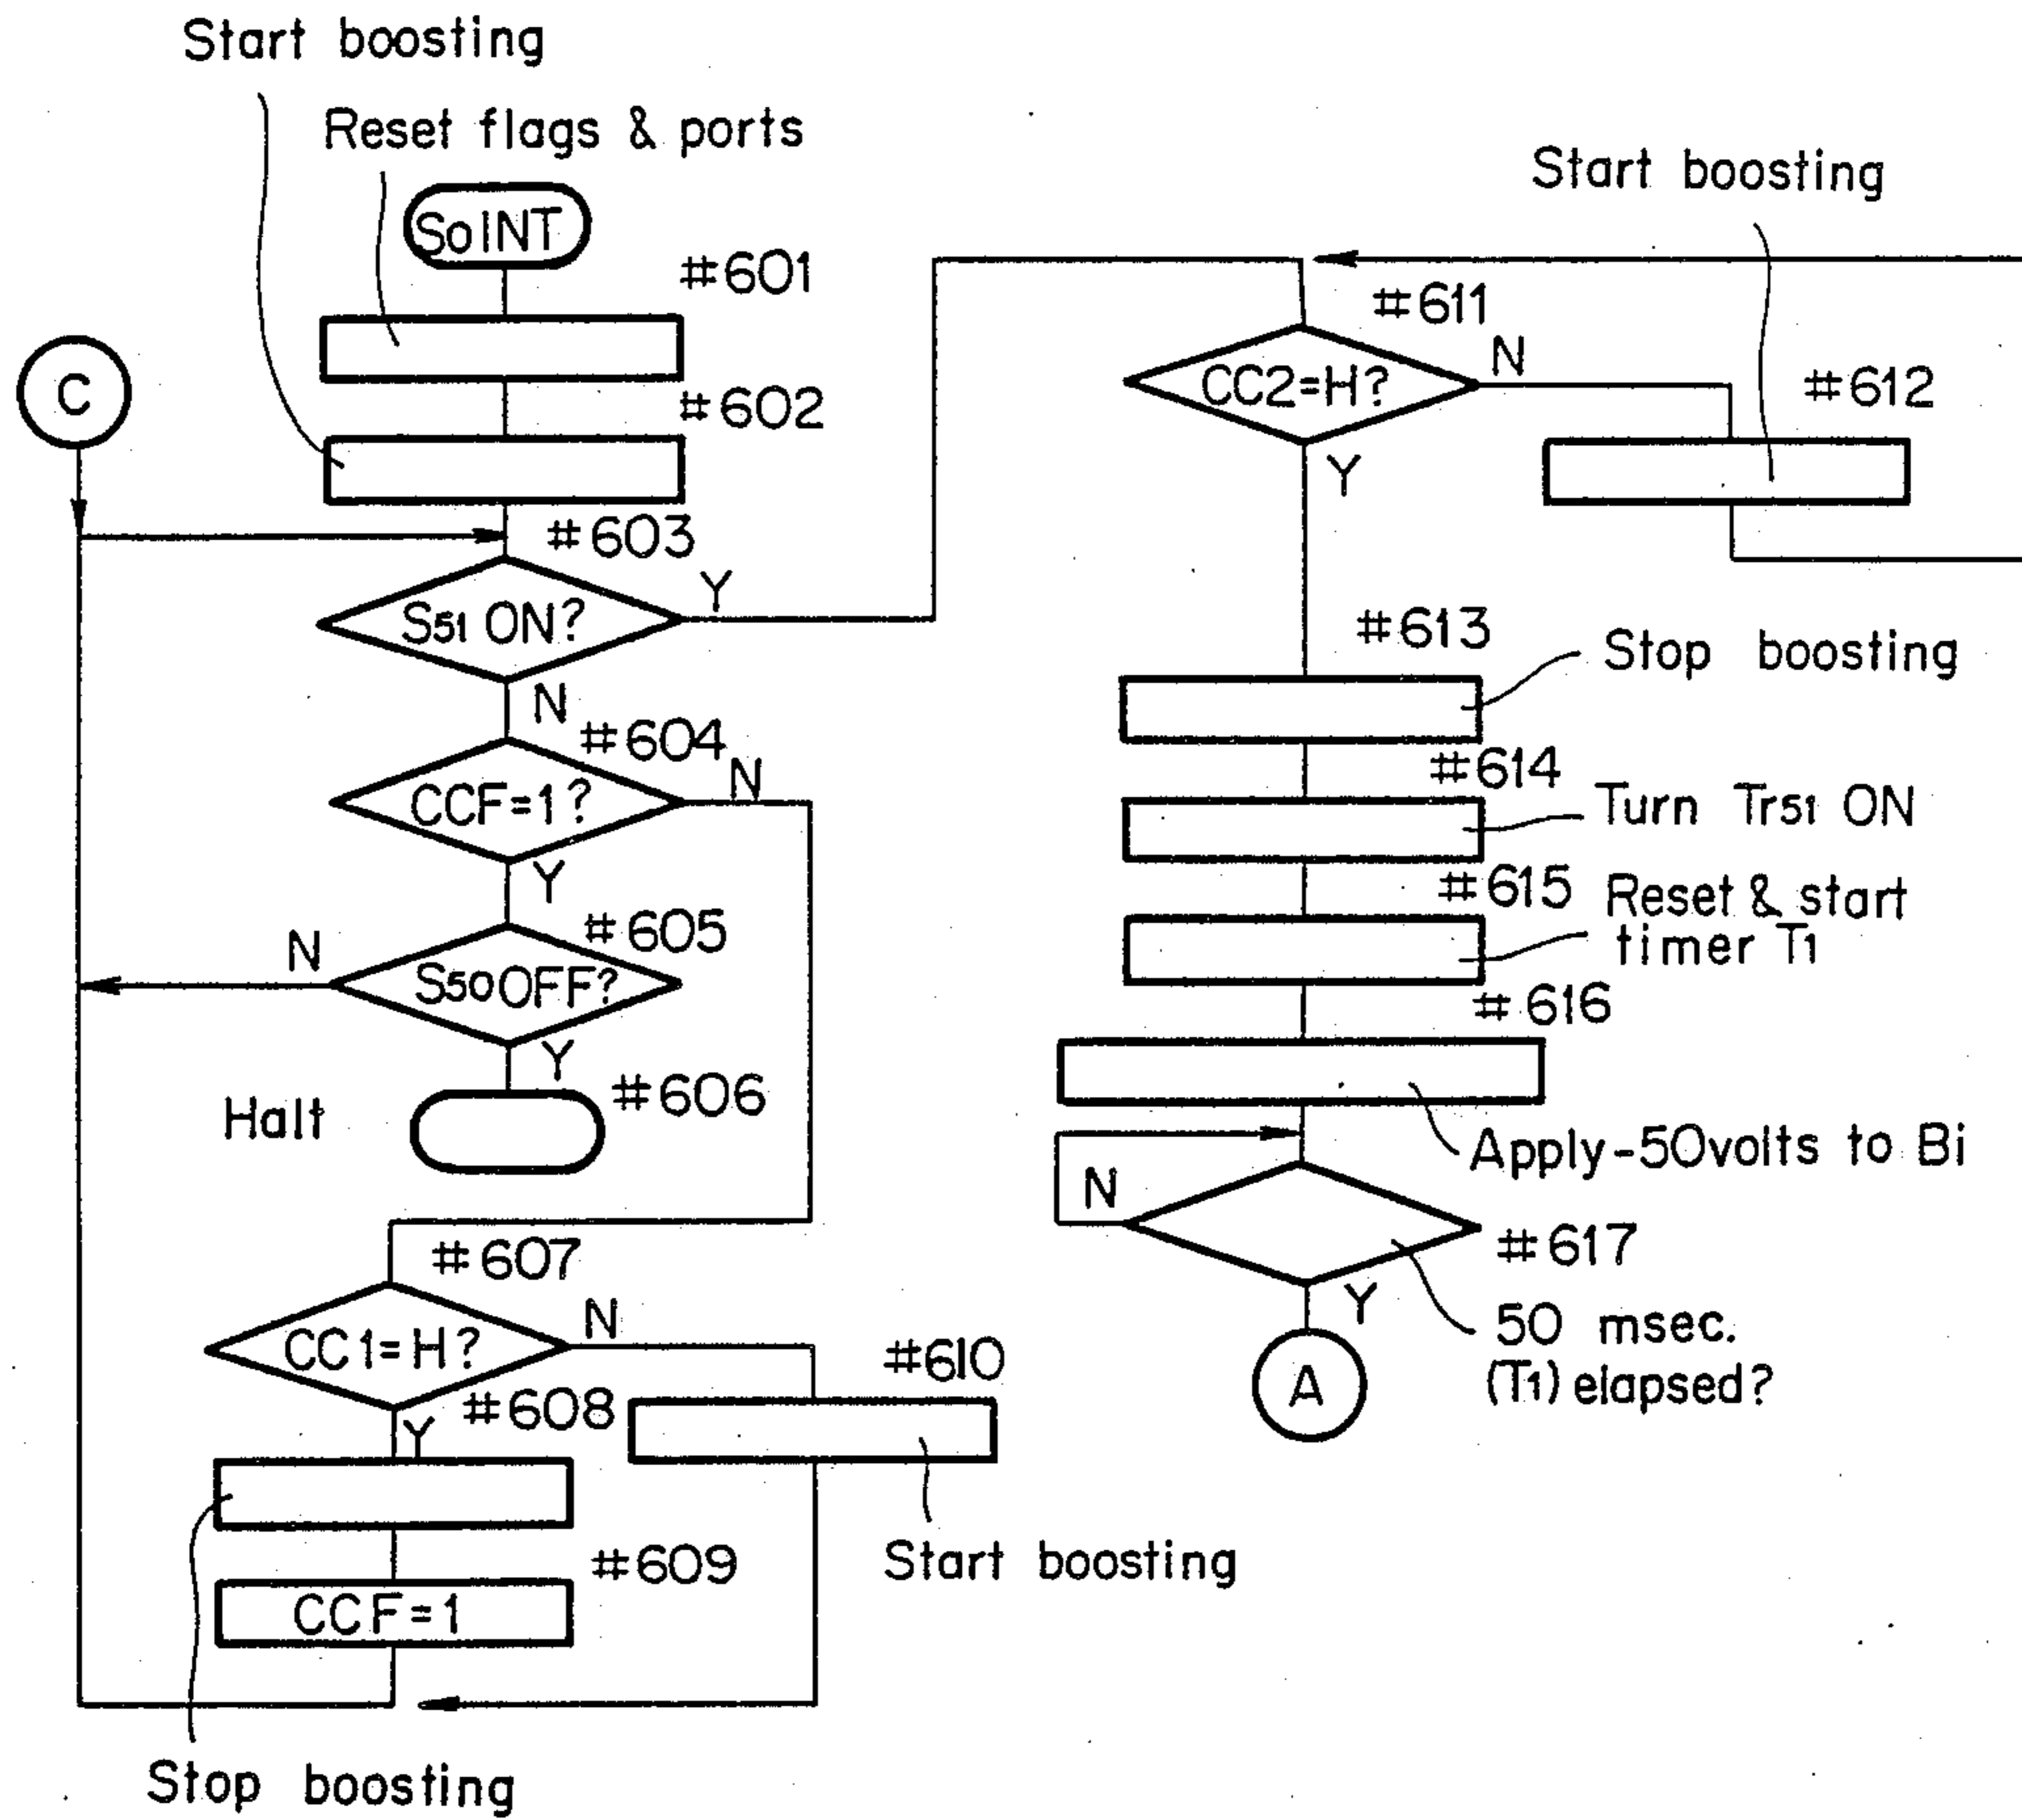 Start boosting
Reset flags & ports
SoINT
#601
C
#602
#603
S51 ON?
Y
N
#604
CCF=1?
N
Y
#605
N
S50OFF?
Y
Halt
#606
#607
CC1=H?
N
#610
#608
Y
Start boosting
#609
CCF=1
Stop boosting
Start boosting
#611
CC2=H?
N
#612
Y
#613
Stop boosting
#614
Turn Tr51 ON
#615
Reset & start
timer T1
#616
Apply-50volts to Bi
N
#617
Y
50 msec.
(T1) elapsed?
A